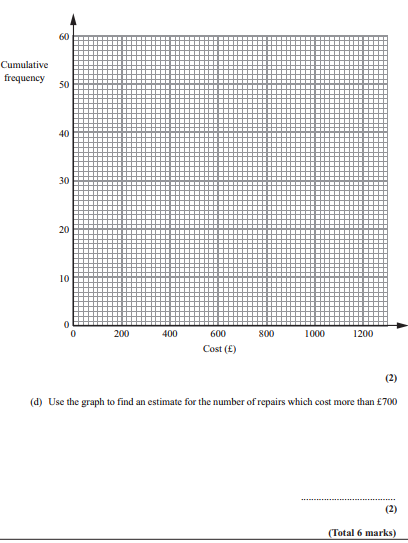 60
Cumulative
frequency
50
40
30
20
10
0
0 200 400 600 800 1000 1200
Cost (£)
(2)
(d) Use the graph to find an estimate for the number of repairs which cost more than £700
(2)
(Total 6 marks)